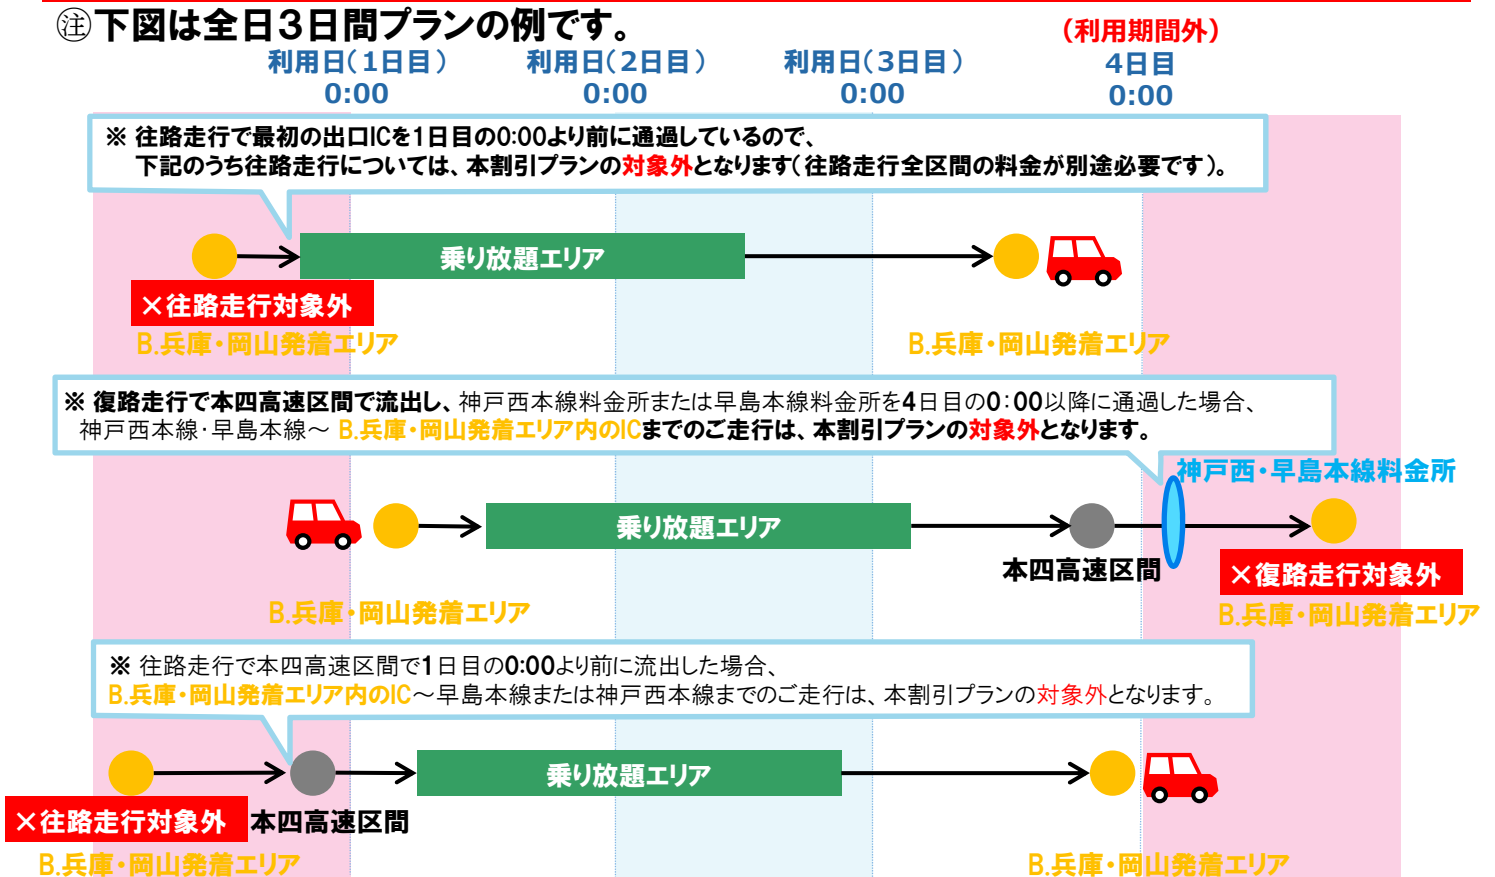 ㊟下図は全日3日間プランの例です。
(利用期間外)
利用日(1日目) 利用日(2日目) 利用日(3日目) 4日目
0:00 0:00 0:00 0:00
※ 往路走行で最初の出口ICを1日目の0:00より前に通過しているので、
下記のうち往路走行については、本割引プランの対象外となります(往路走行全区間の料金が別途必要です)。
乗り放題エリア
×往路走行対象外
B.兵庫・岡山発着エリア B.兵庫・岡山発着エリア
※ 復路走行で本四高速区間で流出し、神戸西本線料金所または早島本線料金所を4日目の0:00以降に通過した場合、
神戸西本線・早島本線～ B.兵庫・岡山発着エリア内のICまでのご走行は、本割引プランの対象外となります。
神戸西・早島本線料金所
乗り放題エリア
本四高速区間
×復路走行対象外
B.兵庫・岡山発着エリア B.兵庫・岡山発着エリア
※ 往路走行で本四高速区間で1日目の0:00より前に流出した場合、
B.兵庫・岡山発着エリア内のIC～早島本線または神戸西本線までのご走行は、本割引プランの対象外となります。
乗り放題エリア
×往路走行対象外 本四高速区間
B.兵庫・岡山発着エリア B.兵庫・岡山発着エリア